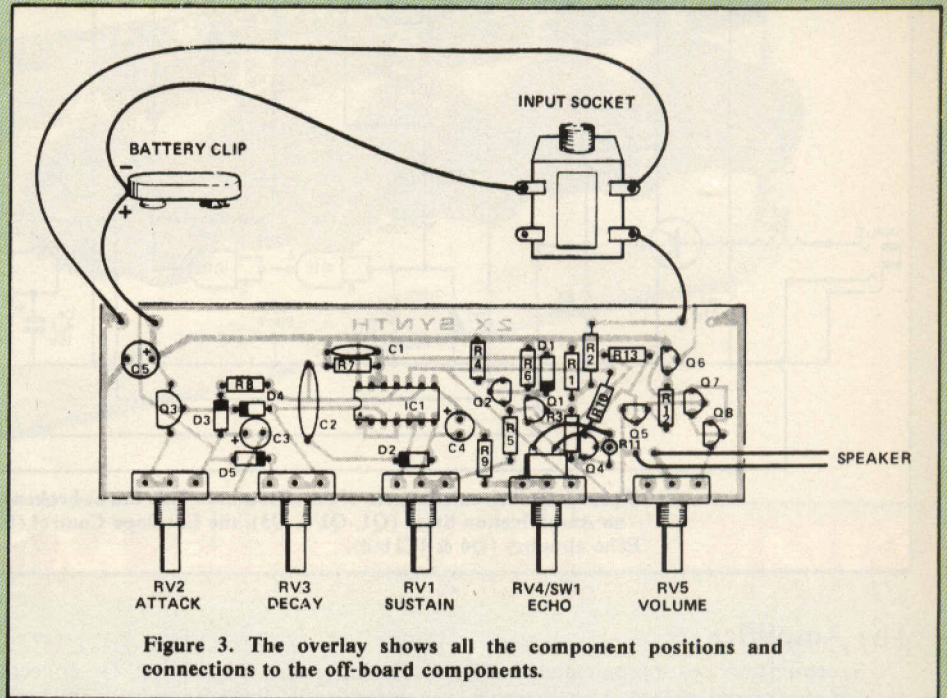 INPUT SOCKET
BATTERY CLIP
−
+
ZX SYNTH
+
C5
Q3
R8
D3
D4
+
C3
D5
C2
C1
R7
IC1
D2
+
C4
R4
Q2
R9
R5
R6
D1
Q1
R3
R1
R2
R10
R13
Q4
R11
Q5
Q6
Q7
Q8
SPEAKER
RV2
ATTACK
RV3
DECAY
RV1
SUSTAIN
RV4/SW1
ECHO
RV5
VOLUME
Figure 3. The overlay shows all the component positions and
connections to the off-board components.